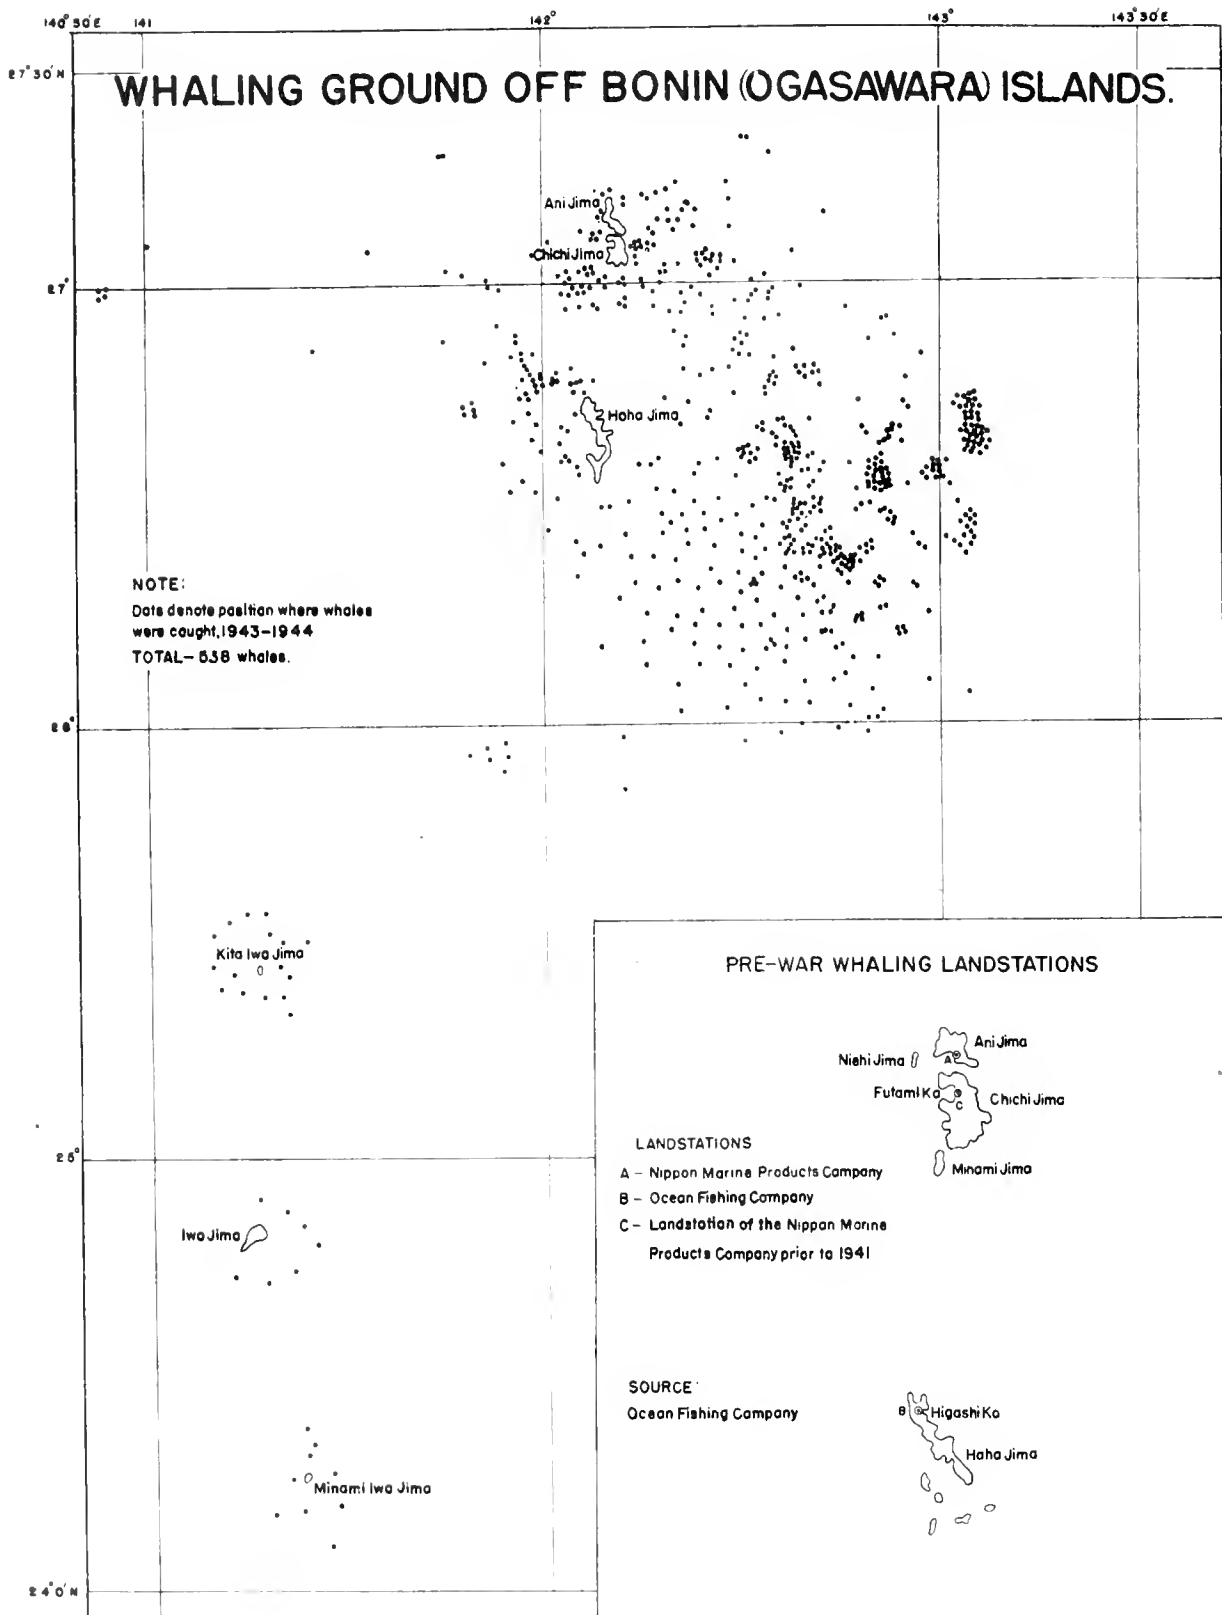 140°50'E 141 142° 143° 143°30'E
27°30'N
WHALING GROUND OFF BONIN (OGASAWARA) ISLANDS.
Ani Jima
Chichi Jima
27°
Haha Jima
NOTE:
Dots denote position where whales
were caught, 1943-1944
TOTAL- 538 whales.
26°
Kita Iwo Jima
PRE-WAR WHALING LANDSTATIONS
Ani Jima
Nishi Jima
A
Futami Ko
C
Chichi Jima
LANDSTATIONS
25°
A - Nippon Marine Products Company
Minami Jima
B - Ocean Fishing Company
C - Landstation of the Nippon Marine
Products Company prior to 1941
Iwo Jima
SOURCE:
Ocean Fishing Company
B
Higashi Ko
Haha Jima
Minami Iwo Jima
24°0'N